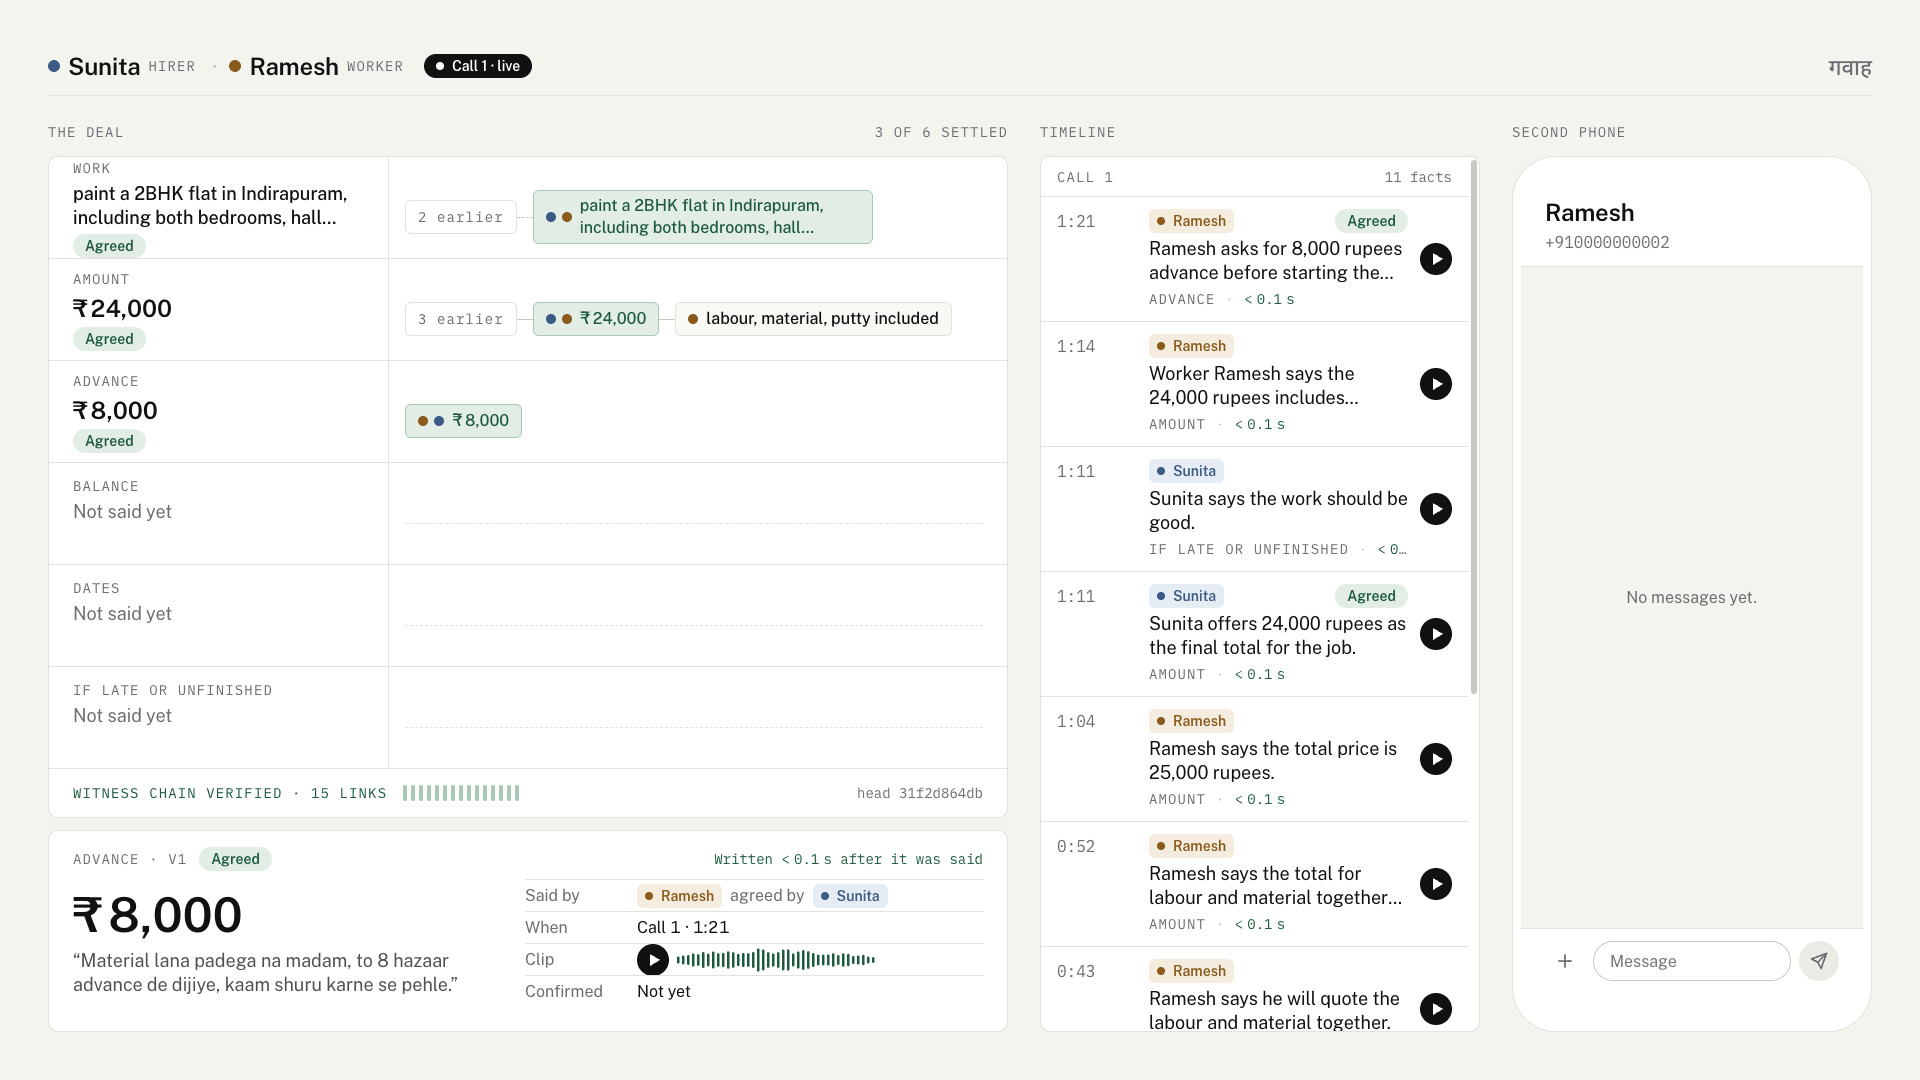 Sunita HIRER · Ramesh WORKER Call 1 · live
गवाह
THE DEAL 3 OF 6 SETTLED
WORK
paint a 2BHK flat in Indirapuram,
including both bedrooms, hall...
Agreed
2 earlier
paint a 2BHK flat in Indirapuram,
including both bedrooms, hall...
AMOUNT
₹24,000
Agreed
3 earlier ₹24,000 labour, material, putty included
ADVANCE
₹8,000
Agreed
₹8,000
BALANCE
Not said yet
DATES
Not said yet
IF LATE OR UNFINISHED
Not said yet
WITNESS CHAIN VERIFIED · 15 LINKS head 31f2d864db
ADVANCE · V1 Agreed
₹8,000
“Material lana padega na madam, to 8 hazaar
advance de dijiye, kaam shuru karne se pehle.”
Written <0.1 s after it was said
Said by Ramesh agreed by Sunita
When Call 1 · 1:21
Clip
Confirmed Not yet
TIMELINE
CALL 1 11 facts
1:21 Ramesh Agreed
Ramesh asks for 8,000 rupees
advance before starting the...
ADVANCE · <0.1 s
1:14 Ramesh
Worker Ramesh says the
24,000 rupees includes...
AMOUNT · <0.1 s
1:11 Sunita
Sunita says the work should be
good.
IF LATE OR UNFINISHED · <0...
1:11 Sunita Agreed
Sunita offers 24,000 rupees as
the final total for the job.
AMOUNT · <0.1 s
1:04 Ramesh
Ramesh says the total price is
25,000 rupees.
AMOUNT · <0.1 s
0:52 Ramesh
Ramesh says the total for
labour and material together...
AMOUNT · <0.1 s
0:43 Ramesh
Ramesh says he will quote the
labour and material together.
SECOND PHONE
Ramesh
+910000000002
No messages yet.
Message